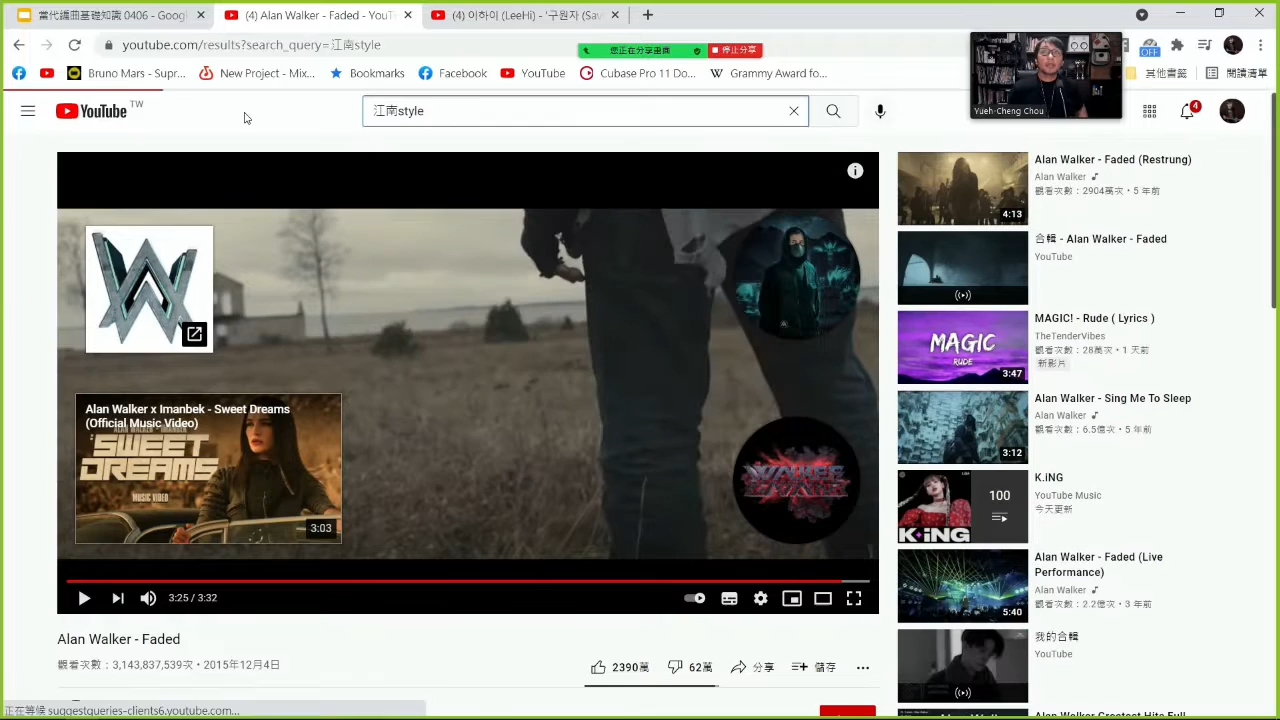 當代編曲基礎知識 0406 - Googl
(4) Alan Walker - Faded - YouT
(4) 이하이 (LeeHi) - '구원자 (Sav
youtube.com/results?search_query=江南style
您正在分享畫面
停止分享
OFF
Bruno Mars - Supr...
New Project
Bookm
Facebook
YouTube
Cubase Pro 11 Do...
Grammy Award fo...
其他書籤
閱讀清單
Yueh-Cheng Chou
YouTube
TW
江南style
4
Alan Walker x Imanbek - Sweet Dreams
(Official Music Video)
SWEET
DREAMS
MUSIC VIDEO
3:03
3:25 / 3:32
Alan Walker - Faded
觀看次數：3,143,837,539次・2015年12月4日
2390萬
62萬
分享
儲存
Alan Walker - Faded (Restrung)
Alan Walker
觀看次數：2904萬次・5 年前
4:13
合輯 - Alan Walker - Faded
YouTube
MAGIC! - Rude ( Lyrics )
TheTenderVibes
觀看次數：28萬次・1 天前
新影片
MAGIC
RUDE
3:47
Alan Walker - Sing Me To Sleep
Alan Walker
觀看次數：6.5億次・5 年前
3:12
K.iNG
YouTube Music
今天更新
100
K·iNG
Alan Walker - Faded (Live
Performance)
Alan Walker
觀看次數：2.2億次・3 年前
5:40
我的合輯
YouTube
Alan Walker Greatest Hits Full
正在等候 suggestqueries-clients6.youtube.com...